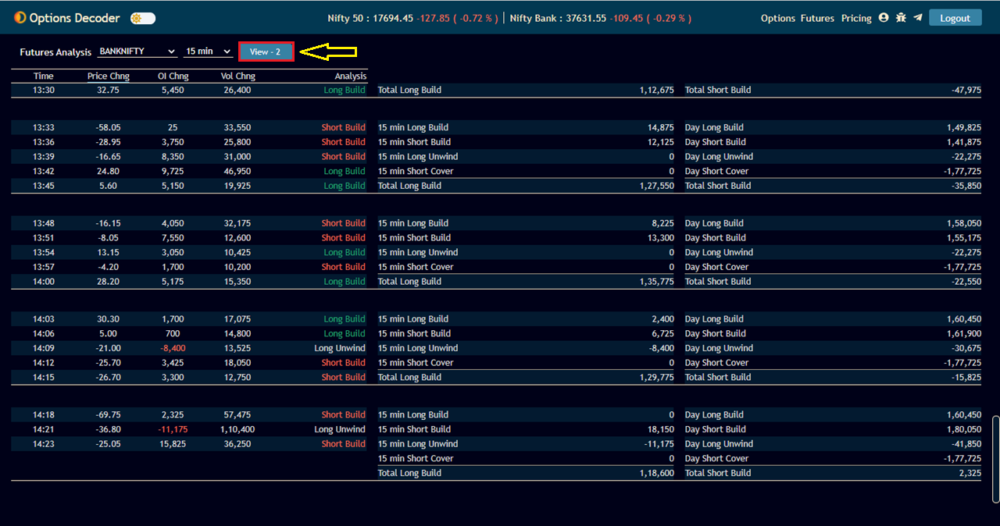 Options Decoder Nifty 50 : 17694.45 -127.85 ( -0.72 % ) | Nifty Bank : 37631.55 -109.45 ( -0.29 % ) Options Futures Pricing Logout
Futures Analysis BANKNIFTY 15 min View - 2
Time Price Chng OI Chng Vol Chng Analysis
13:30 32.75 5,450 26,400 Long Build Total Long Build 1,12,675 Total Short Build -47,975
13:33 -58.05 25 33,550 Short Build 15 min Long Build 14,875 Day Long Build 1,49,825
13:36 -28.95 3,750 25,800 Short Build 15 min Short Build 12,125 Day Short Build 1,41,875
13:39 -16.65 8,350 31,000 Short Build 15 min Long Unwind 0 Day Long Unwind -22,275
13:42 24.80 9,725 46,950 Long Build 15 min Short Cover 0 Day Short Cover -1,77,725
13:45 5.60 5,150 19,925 Long Build Total Long Build 1,27,550 Total Short Build -35,850
13:48 -16.15 4,050 32,175 Short Build 15 min Long Build 8,225 Day Long Build 1,58,050
13:51 -8.05 7,550 12,600 Short Build 15 min Short Build 13,300 Day Short Build 1,55,175
13:54 13.15 3,050 10,425 Long Build 15 min Long Unwind 0 Day Long Unwind -22,275
13:57 -4.20 1,700 10,200 Short Build 15 min Short Cover 0 Day Short Cover -1,77,725
14:00 28.20 5,175 15,350 Long Build Total Long Build 1,35,775 Total Short Build -22,550
14:03 30.30 1,700 17,075 Long Build 15 min Long Build 2,400 Day Long Build 1,60,450
14:06 5.00 700 14,800 Long Build 15 min Short Build 6,725 Day Short Build 1,61,900
14:09 -21.00 -8,400 13,525 Long Unwind 15 min Long Unwind -8,400 Day Long Unwind -30,675
14:12 -25.70 3,425 18,050 Short Build 15 min Short Cover 0 Day Short Cover -1,77,725
14:15 -26.70 3,300 12,750 Short Build Total Long Build 1,29,775 Total Short Build -15,825
14:18 -69.75 2,325 57,475 Short Build 15 min Long Build 0 Day Long Build 1,60,450
14:21 -36.80 -11,175 1,10,400 Long Unwind 15 min Short Build 18,150 Day Short Build 1,80,050
14:23 -25.05 15,825 36,250 Short Build 15 min Long Unwind -11,175 Day Long Unwind -41,850
15 min Short Cover 0 Day Short Cover -1,77,725
Total Long Build 1,18,600 Total Short Build 2,325